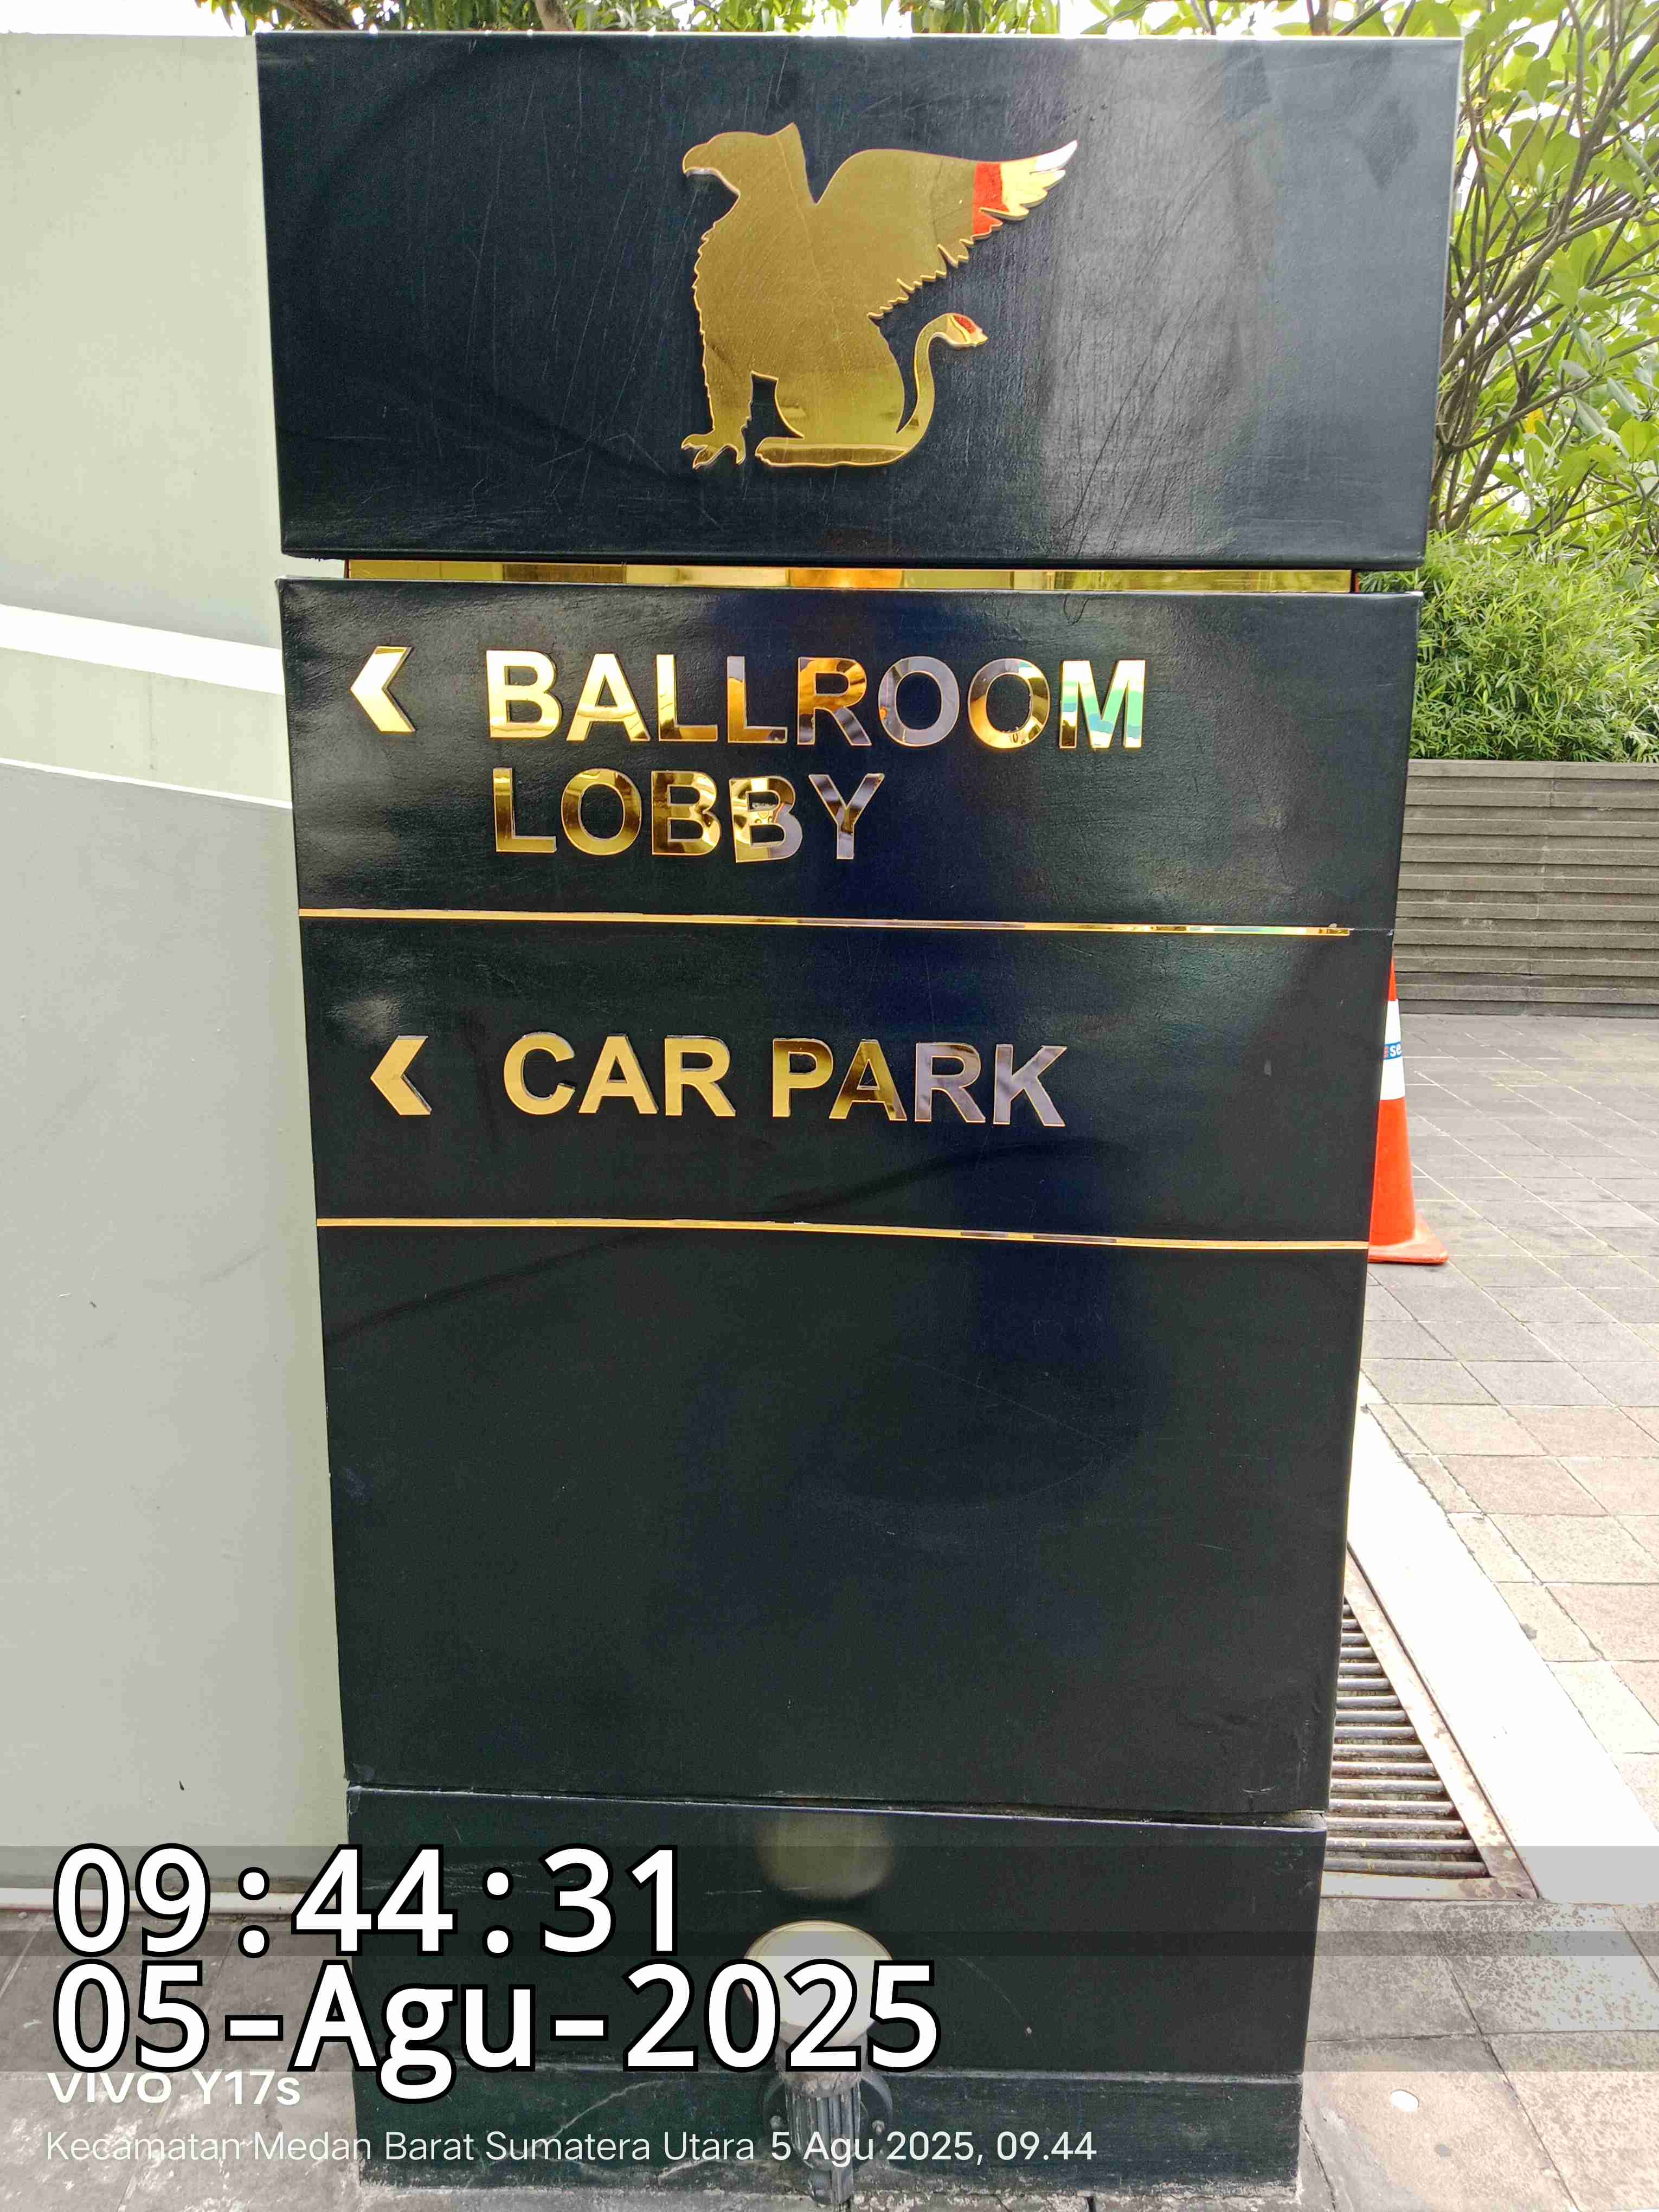 BALLROOM
LOBBY
CAR PARK
se
09:44:31
05-Agu-2025
vivo Y17s
Kecamatan Medan Barat Sumatera Utara 5 Agu 2025, 09.44